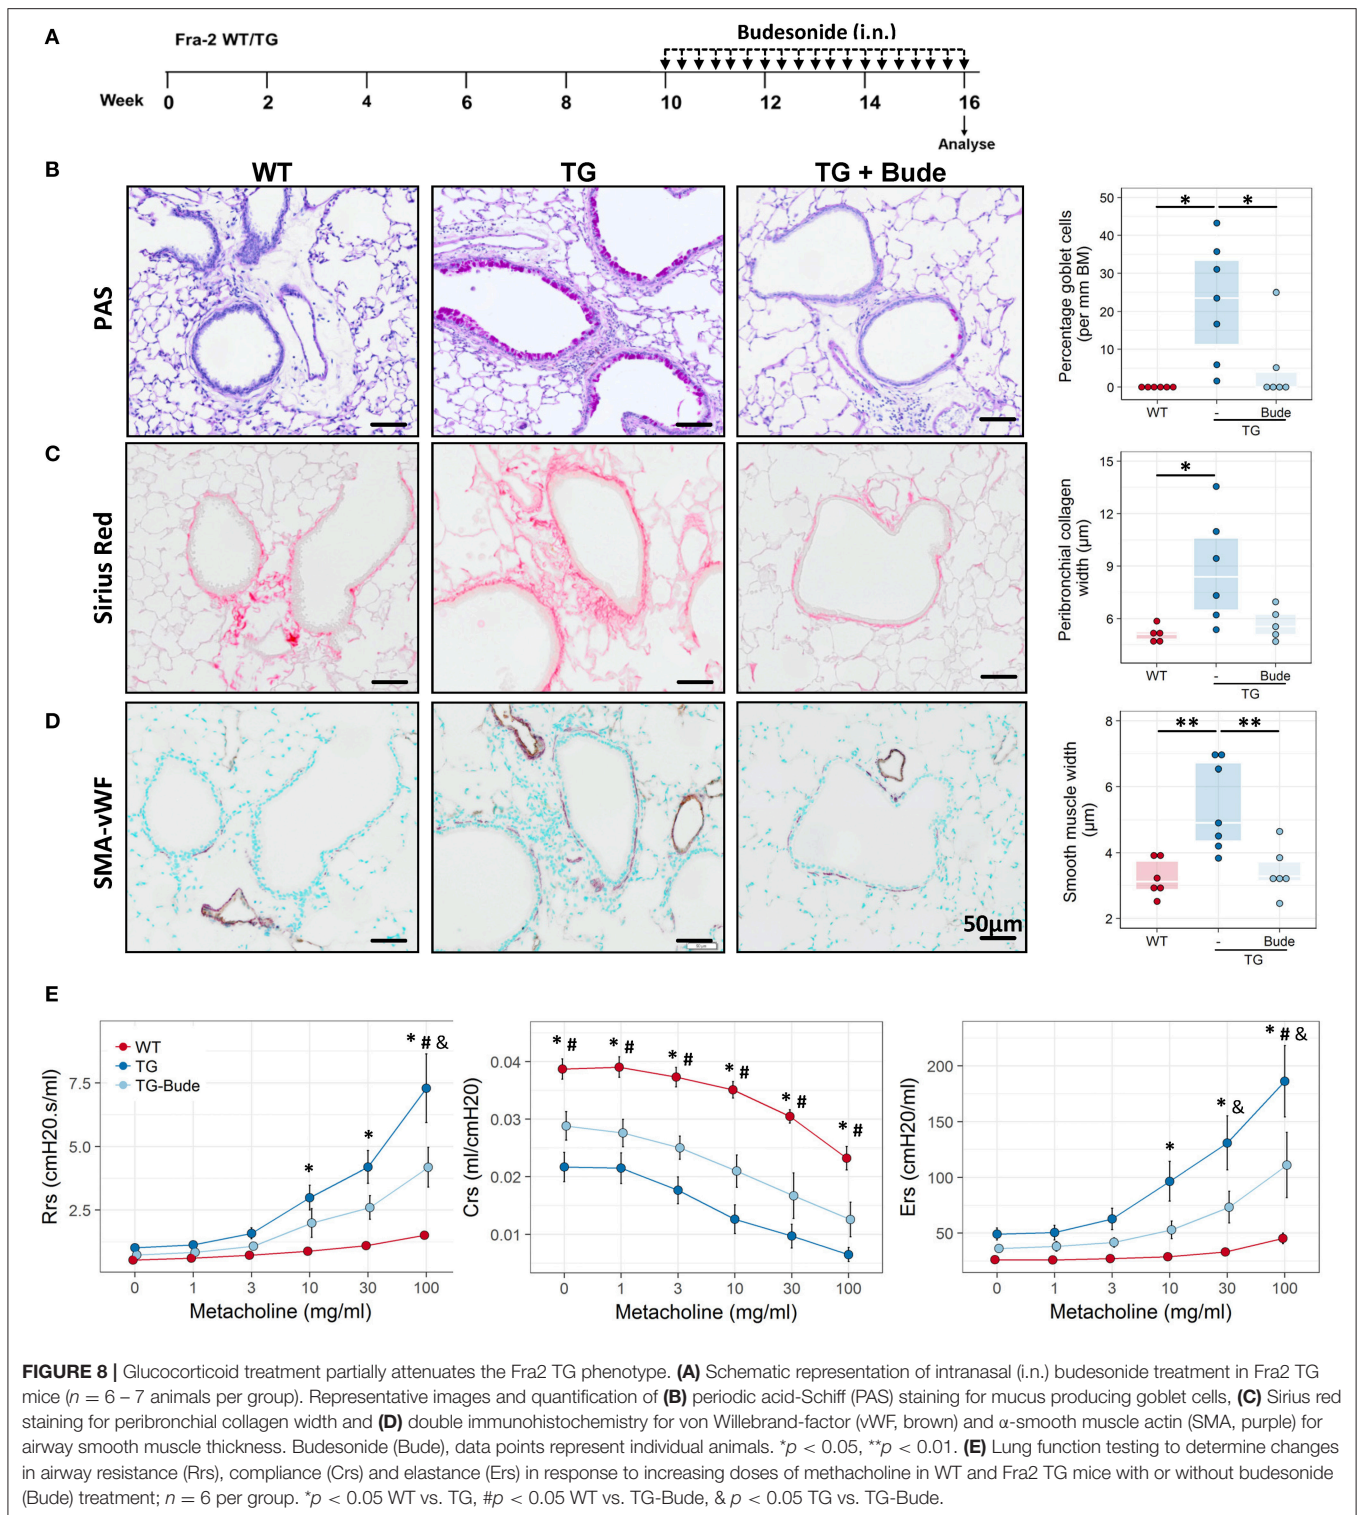 A
Fra-2 WT/TG
Budesonide (i.n.)
Week 0 2 4 6 8 10 12 14 16
Analyse
B
WT TG TG + Bude
PAS
Percentage goblet cells
(per mm BM)
50
40
30
20
10
0
* *
WT - Bude
TG
C
Sirius Red
Peribronchial collagen
width (µm)
15
12
9
6
*
WT - Bude
TG
D
SMA-vWF
50µm
Smooth muscle width
(µm)
8
6
4
2
** **
WT - Bude
TG
E
Rrs (cmH20.s/ml)
7.5
5.0
2.5
WT
TG
TG-Bude
*
*
* # &
0 1 3 10 30 100
Metacholine (mg/ml)
Crs (ml/cmH20)
0.04
0.03
0.02
0.01
* #
* #
* #
* #
* #
* #
0 1 3 10 30 100
Metacholine (mg/ml)
Ers (cmH20/ml)
200
150
100
50
*
* &
* # &
0 1 3 10 30 100
Metacholine (mg/ml)
FIGURE 8 | Glucocorticoid treatment partially attenuates the Fra2 TG phenotype. (A) Schematic representation of intranasal (i.n.) budesonide treatment in Fra2 TG
mice (n = 6 – 7 animals per group). Representative images and quantification of (B) periodic acid-Schiff (PAS) staining for mucus producing goblet cells, (C) Sirius red
staining for peribronchial collagen width and (D) double immunohistochemistry for von Willebrand-factor (vWF, brown) and α-smooth muscle actin (SMA, purple) for
airway smooth muscle thickness. Budesonide (Bude), data points represent individual animals. *p < 0.05, **p < 0.01. (E) Lung function testing to determine changes
in airway resistance (Rrs), compliance (Crs) and elastance (Ers) in response to increasing doses of methacholine in WT and Fra2 TG mice with or without budesonide
(Bude) treatment; n = 6 per group. *p < 0.05 WT vs. TG, #p < 0.05 WT vs. TG-Bude, & p < 0.05 TG vs. TG-Bude.